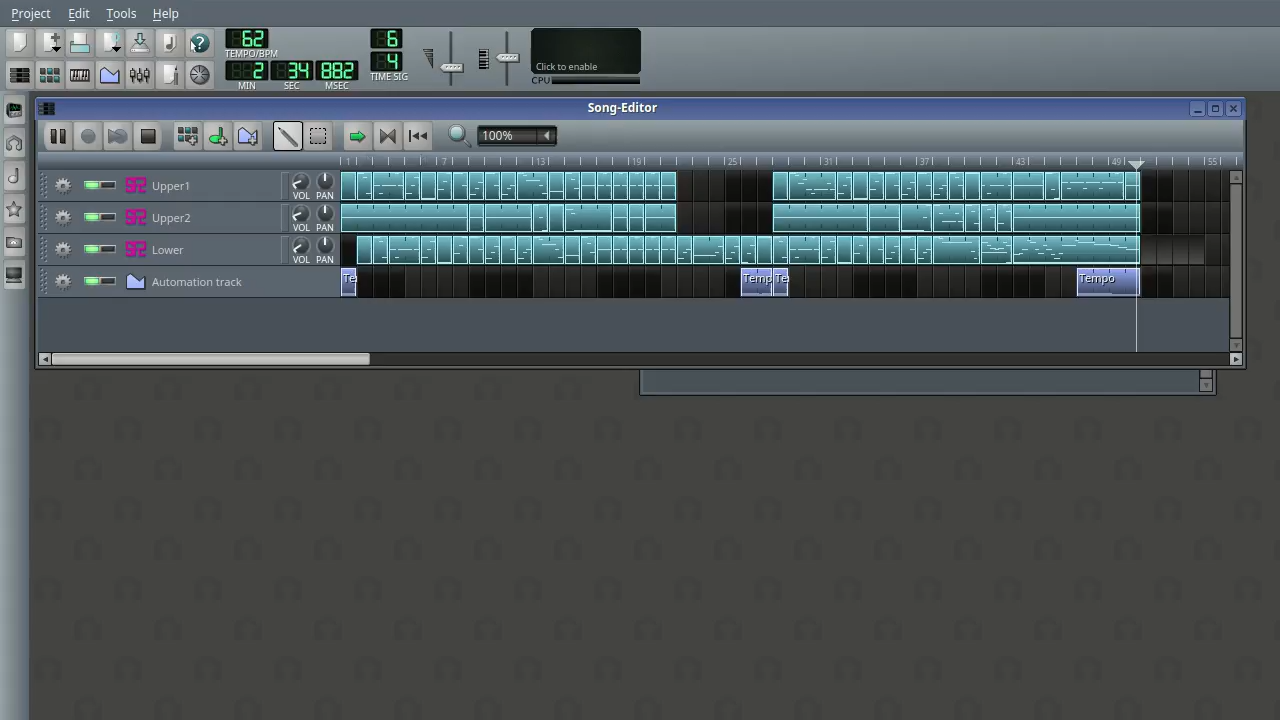 Project Edit Tools Help
62
TEMPO/BPM
6
4
TIME SIG
2 34 882
MIN SEC MSEC
Click to enable
CPU
Song-Editor
100%
1 7 13 19 25 31 37 43 49 55
Upper1 VOL PAN
Upper2 VOL PAN
Lower VOL PAN
Automation track Te Temp Te Tempo